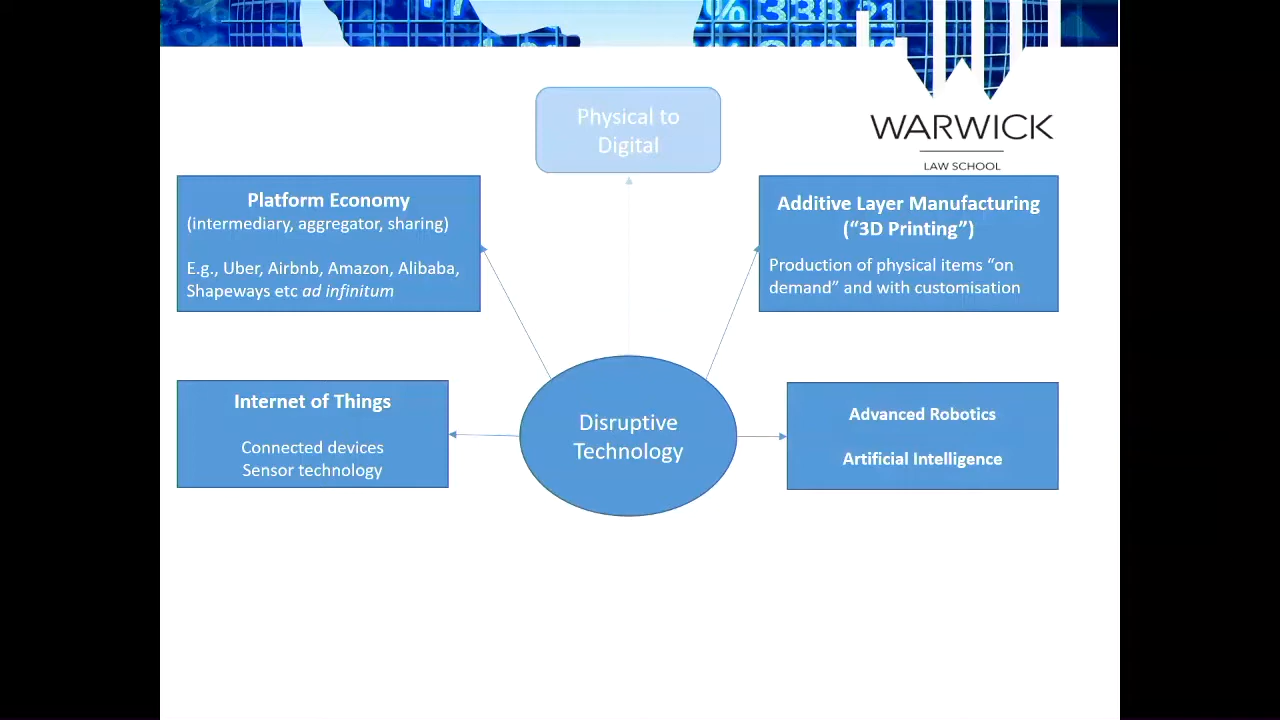 338.21
Physical to
Digital
WARWICK
LAW SCHOOL
Platform Economy
(intermediary, aggregator, sharing)
E.g., Uber, Airbnb, Amazon, Alibaba,
Shapeways etc ad infinitum
Additive Layer Manufacturing
(“3D Printing”)
Production of physical items “on
demand” and with customisation
Internet of Things
Connected devices
Sensor technology
Disruptive
Technology
Advanced Robotics
Artificial Intelligence